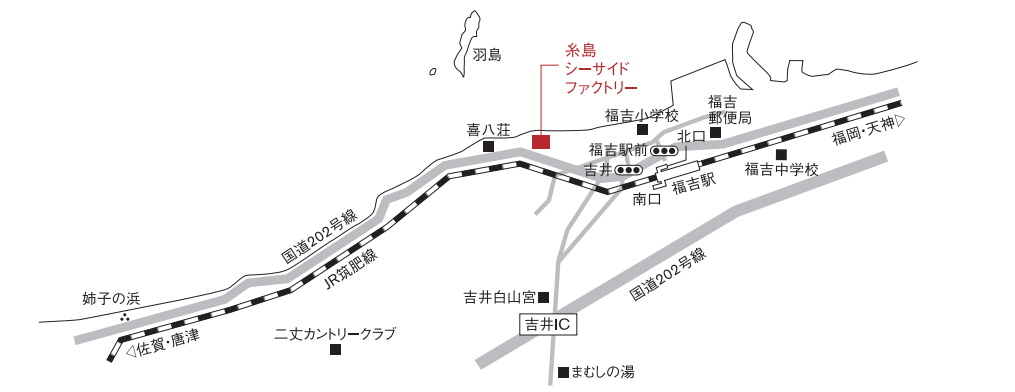 羽島
糸島
シーサイド
ファクトリー
福吉小学校
福吉
郵便局
喜八荘
北口
福岡・天神▷
福吉駅前
吉井
福吉中学校
南口
福吉駅
国道202号線
JR筑肥線
国道202号線
姉子の浜
吉井白山宮
吉井IC
◁佐賀・唐津
二丈カントリークラブ
まむしの湯